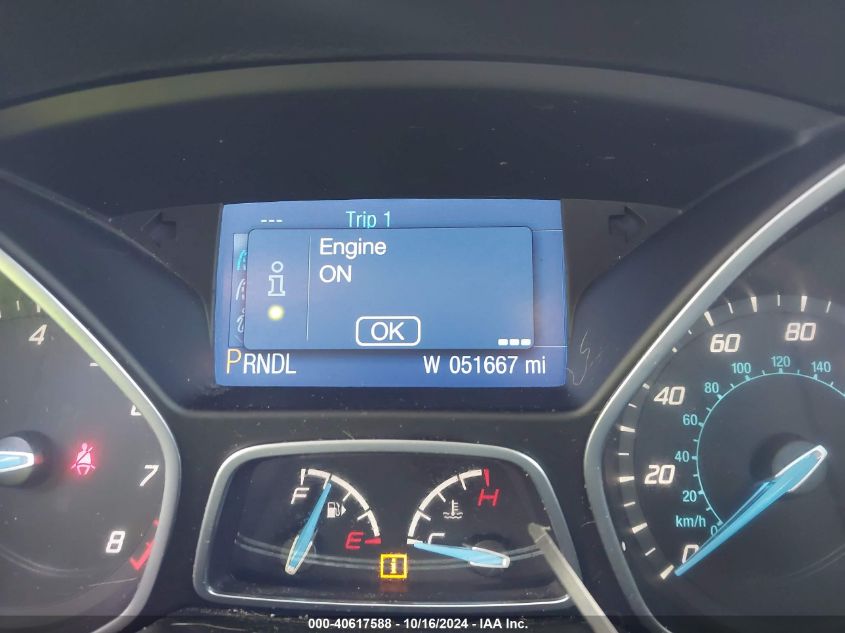 --- Trip 1
Engine
ON
i
OK
PRNDL W 051667 mi
4
7
8
F
E
C
H
i
0
20
40
60
80
0
20
40
60
80
100
120
140
km/h
000-40617588 - 10/16/2024 - IAA Inc.